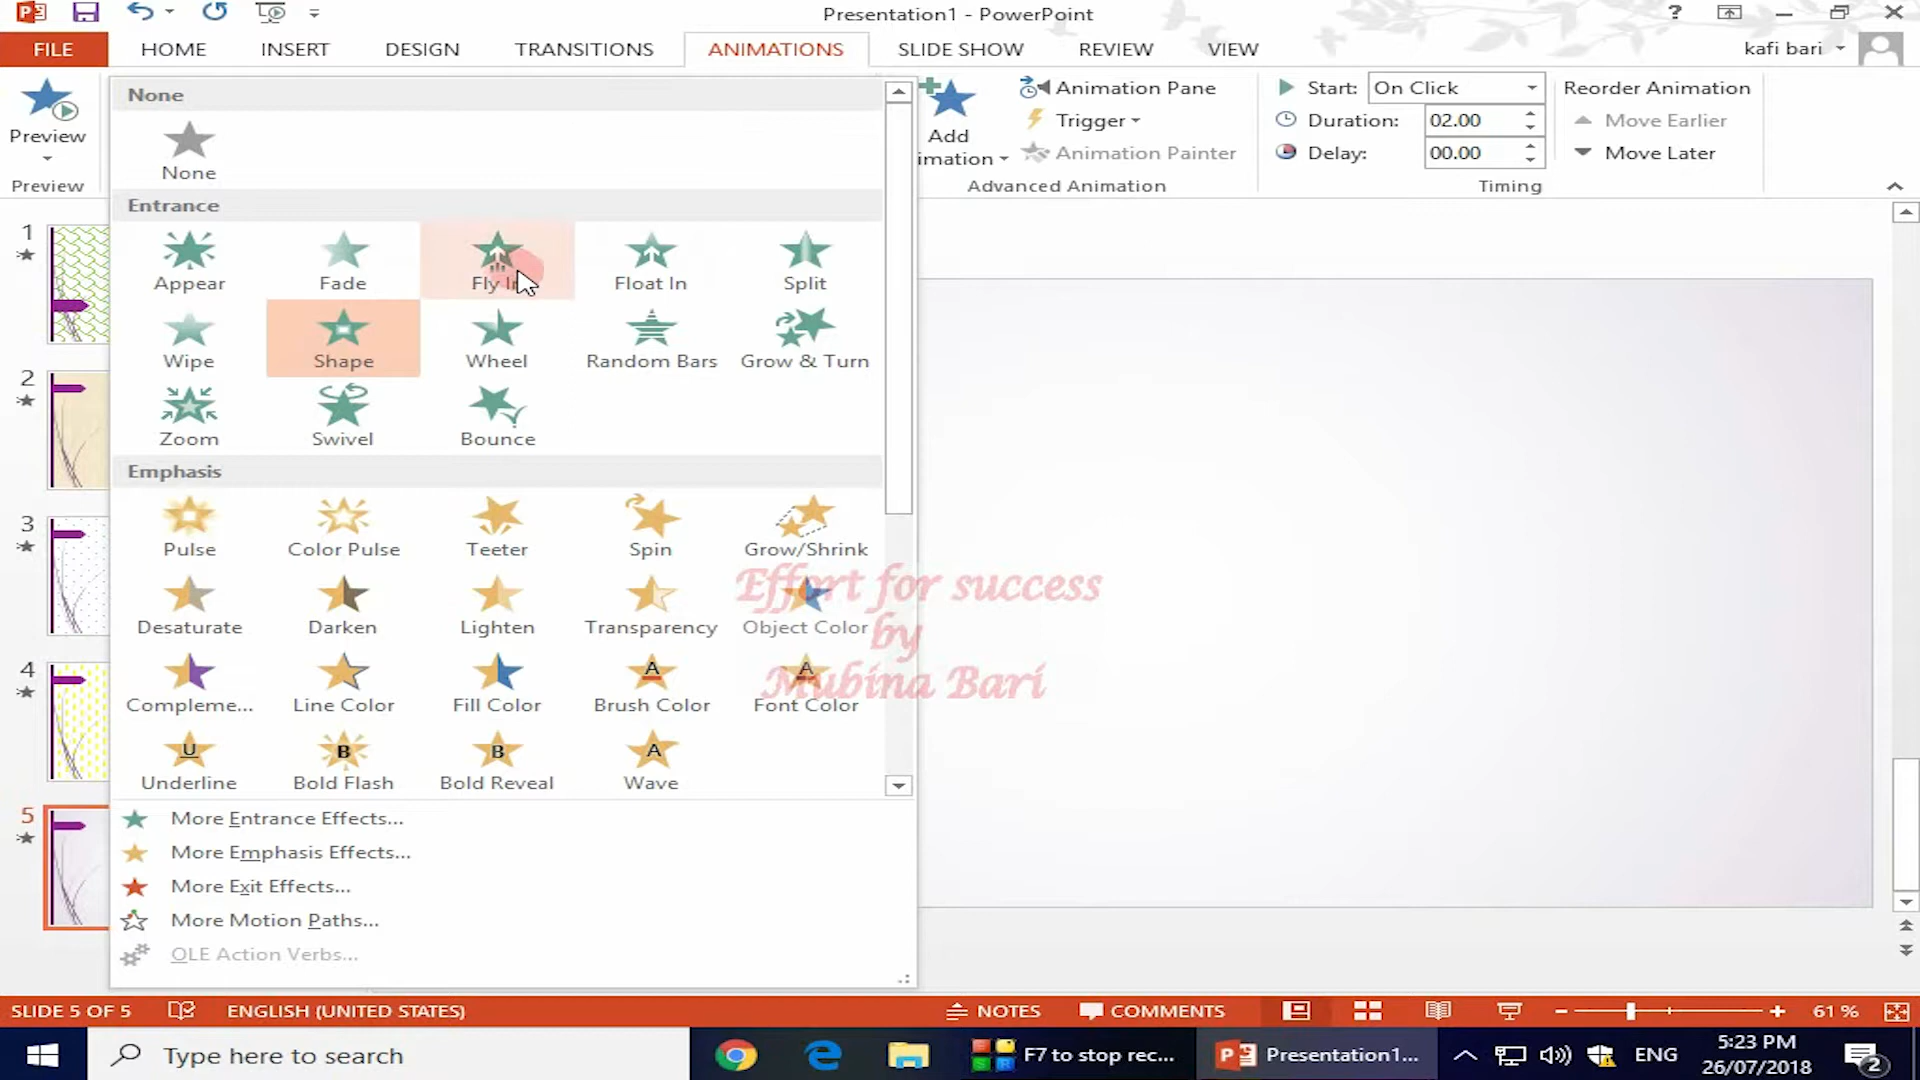 Presentation1 - PowerPoint
?
FILE HOME INSERT DESIGN TRANSITIONS ANIMATIONS SLIDE SHOW REVIEW VIEW kafi bari
None
None
Entrance
Appear Fade Fly In Float In Split
Wipe Shape Wheel Random Bars Grow & Turn
Zoom Swivel Bounce
Emphasis
Pulse Color Pulse Teeter Spin Grow/Shrink
Desaturate Darken Lighten Transparency Object Color
Compleme... Line Color Fill Color Brush Color Font Color
Underline Bold Flash Bold Reveal Wave
More Entrance Effects...
More Emphasis Effects...
More Exit Effects...
More Motion Paths...
OLE Action Verbs...
Preview
Preview
Add
imation
Animation Pane
Trigger
Animation Painter
Advanced Animation
Start: On Click
Duration: 02.00
Delay: 00.00
Reorder Animation
Move Earlier
Move Later
Timing
1
2
3
4
5
Effort for success
by
Mubina Bari
SLIDE 5 OF 5 ENGLISH (UNITED STATES) NOTES COMMENTS 61 %
Type here to search F7 to stop rec... Presentation1... ENG
5:23 PM
26/07/2018
2